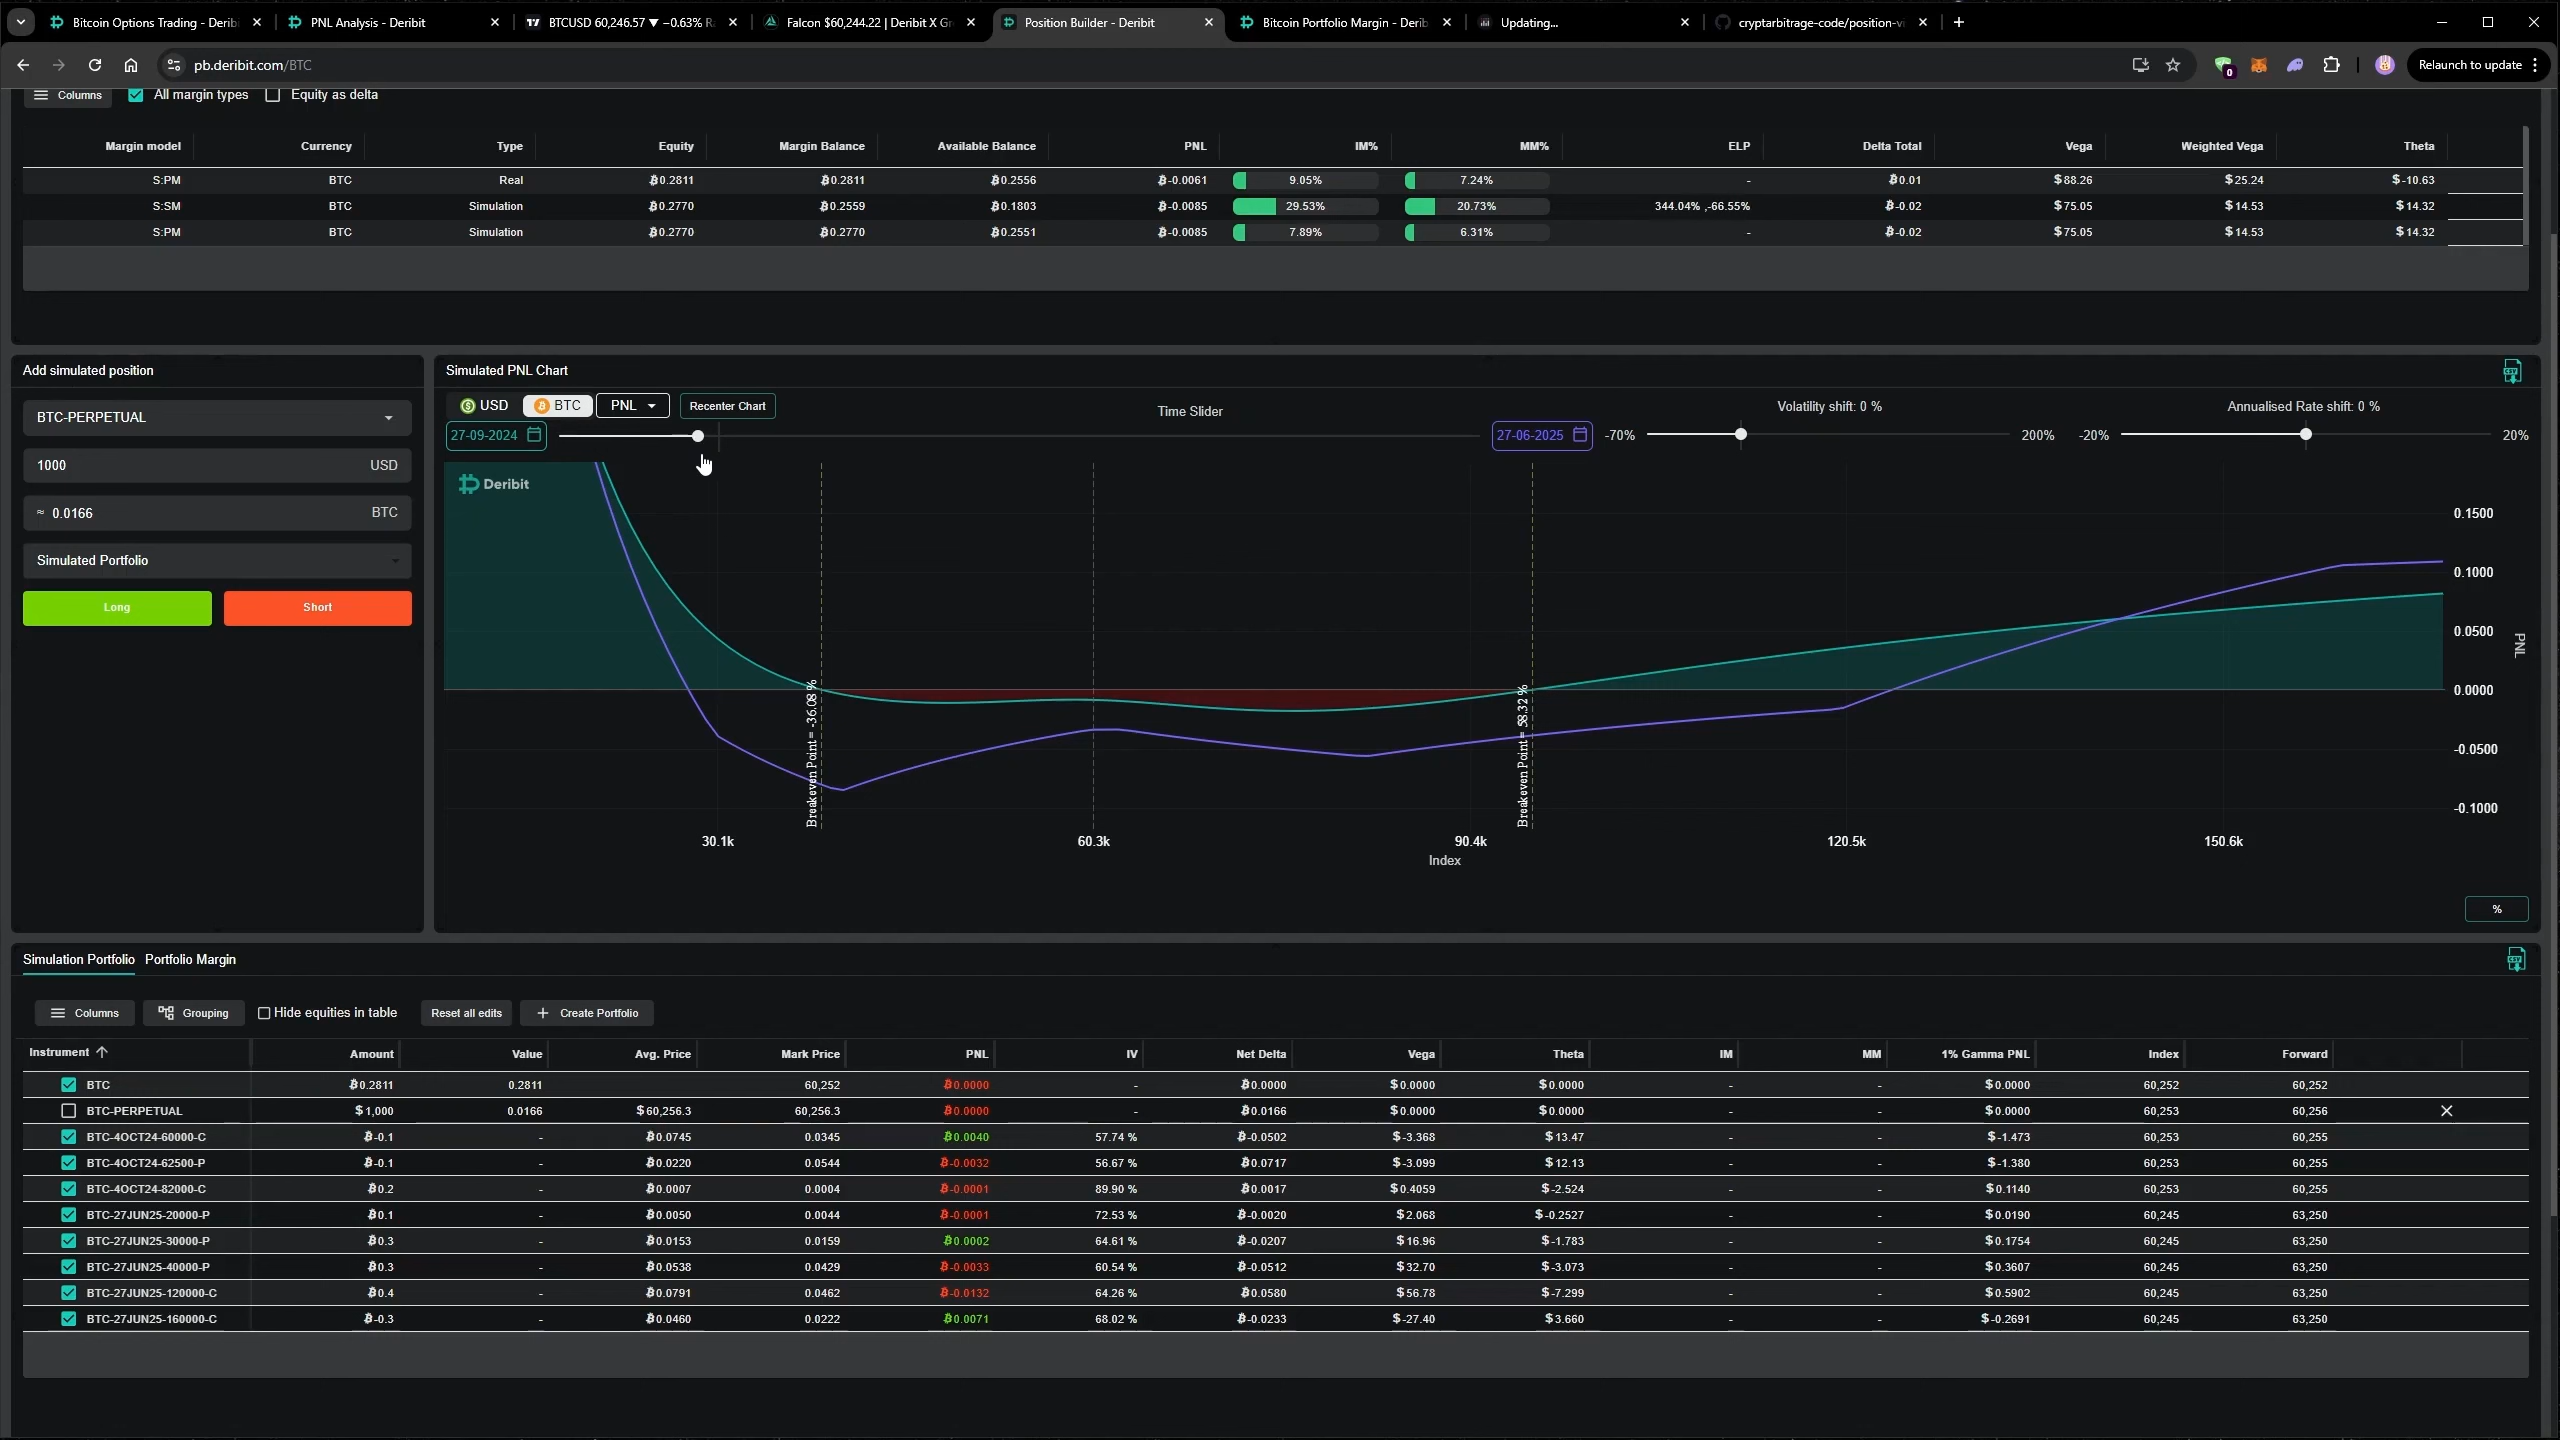 Bitcoin Options Trading - Derib
PNL Analysis - Deribit
BTCUSD 60,246.57 ▼ −0.63%
Falcon $60,244.22 | Deribit X Gr
Position Builder - Deribit
Bitcoin Portfolio Margin - Derib
Updating...
cryptarbitrage-code/position-vi
pb.deribit.com/BTC
0
Relaunch to update
Columns
All margin types
Equity as delta
Margin model Currency Type Equity Margin Balance Available Balance PNL IM% MM% ELP Delta Total Vega Weighted Vega Theta
S:PM BTC Real ₿0.2811 ₿0.2811 ₿0.2556 ₿-0.0061 9.05% 7.24% - ₿0.01 $88.26 $25.24 $-10.63
S:SM BTC Simulation ₿0.2770 ₿0.2559 ₿0.1803 ₿-0.0085 29.53% 20.73% 344.04% ,-66.55% ₿-0.02 $75.05 $14.53 $14.32
S:PM BTC Simulation ₿0.2770 ₿0.2770 ₿0.2551 ₿-0.0085 7.89% 6.31% - ₿-0.02 $75.05 $14.53 $14.32
Add simulated position
BTC-PERPETUAL
1000 USD
≈ 0.0166 BTC
Simulated Portfolio
Long Short
Simulated PNL Chart
USD BTC PNL Recenter Chart
Time Slider
Volatility shift: 0 %
Annualised Rate shift: 0 %
27-09-2024
27-06-2025
-70% 200%
-20% 20%
Deribit
0.1500
0.1000
0.0500
0.0000
-0.0500
-0.1000
PNL
Breakeven Point = -36.08 %
Breakeven Point = 58.32 %
30.1k 60.3k 90.4k 120.5k 150.6k
Index
%
Simulation Portfolio Portfolio Margin
Columns Grouping Hide equities in table Reset all edits + Create Portfolio
Instrument Amount Value Avg. Price Mark Price PNL IV Net Delta Vega Theta IM MM 1% Gamma PNL Index Forward
BTC ₿0.2811 0.2811 60,252 ₿0.0000 - ₿0.0000 $0.0000 $0.0000 - - $0.0000 60,252 60,252
BTC-PERPETUAL $1,000 0.0166 $60,256.3 60,256.3 ₿0.0000 - ₿0.0166 $0.0000 $0.0000 - - $0.0000 60,253 60,256
BTC-4OCT24-60000-C ₿-0.1 - ₿0.0745 0.0345 ₿0.0040 57.74 % ₿-0.0502 $-3.368 $13.47 - - $-1.473 60,253 60,255
BTC-4OCT24-62500-P ₿-0.1 - ₿0.0220 0.0544 ₿-0.0032 56.67 % ₿0.0717 $-3.099 $12.13 - - $-1.380 60,253 60,255
BTC-4OCT24-82000-C ₿0.2 - ₿0.0007 0.0004 ₿-0.0001 89.90 % ₿0.0017 $0.4059 $-2.524 - - $0.1140 60,253 60,255
BTC-27JUN25-20000-P ₿0.1 - ₿0.0050 0.0044 ₿-0.0001 72.53 % ₿-0.0020 $2.068 $-0.2527 - - $0.0190 60,245 63,250
BTC-27JUN25-30000-P ₿0.3 - ₿0.0153 0.0159 ₿0.0002 64.61 % ₿-0.0207 $16.96 $-1.783 - - $0.1754 60,245 63,250
BTC-27JUN25-40000-P ₿0.3 - ₿0.0538 0.0429 ₿-0.0033 60.54 % ₿-0.0512 $32.70 $-3.073 - - $0.3607 60,245 63,250
BTC-27JUN25-120000-C ₿0.4 - ₿0.0791 0.0462 ₿-0.0132 64.26 % ₿0.0580 $56.78 $-7.299 - - $0.5902 60,245 63,250
BTC-27JUN25-160000-C ₿-0.3 - ₿0.0460 0.0222 ₿0.0071 68.02 % ₿-0.0233 $-27.40 $3.660 - - $-0.2691 60,245 63,250